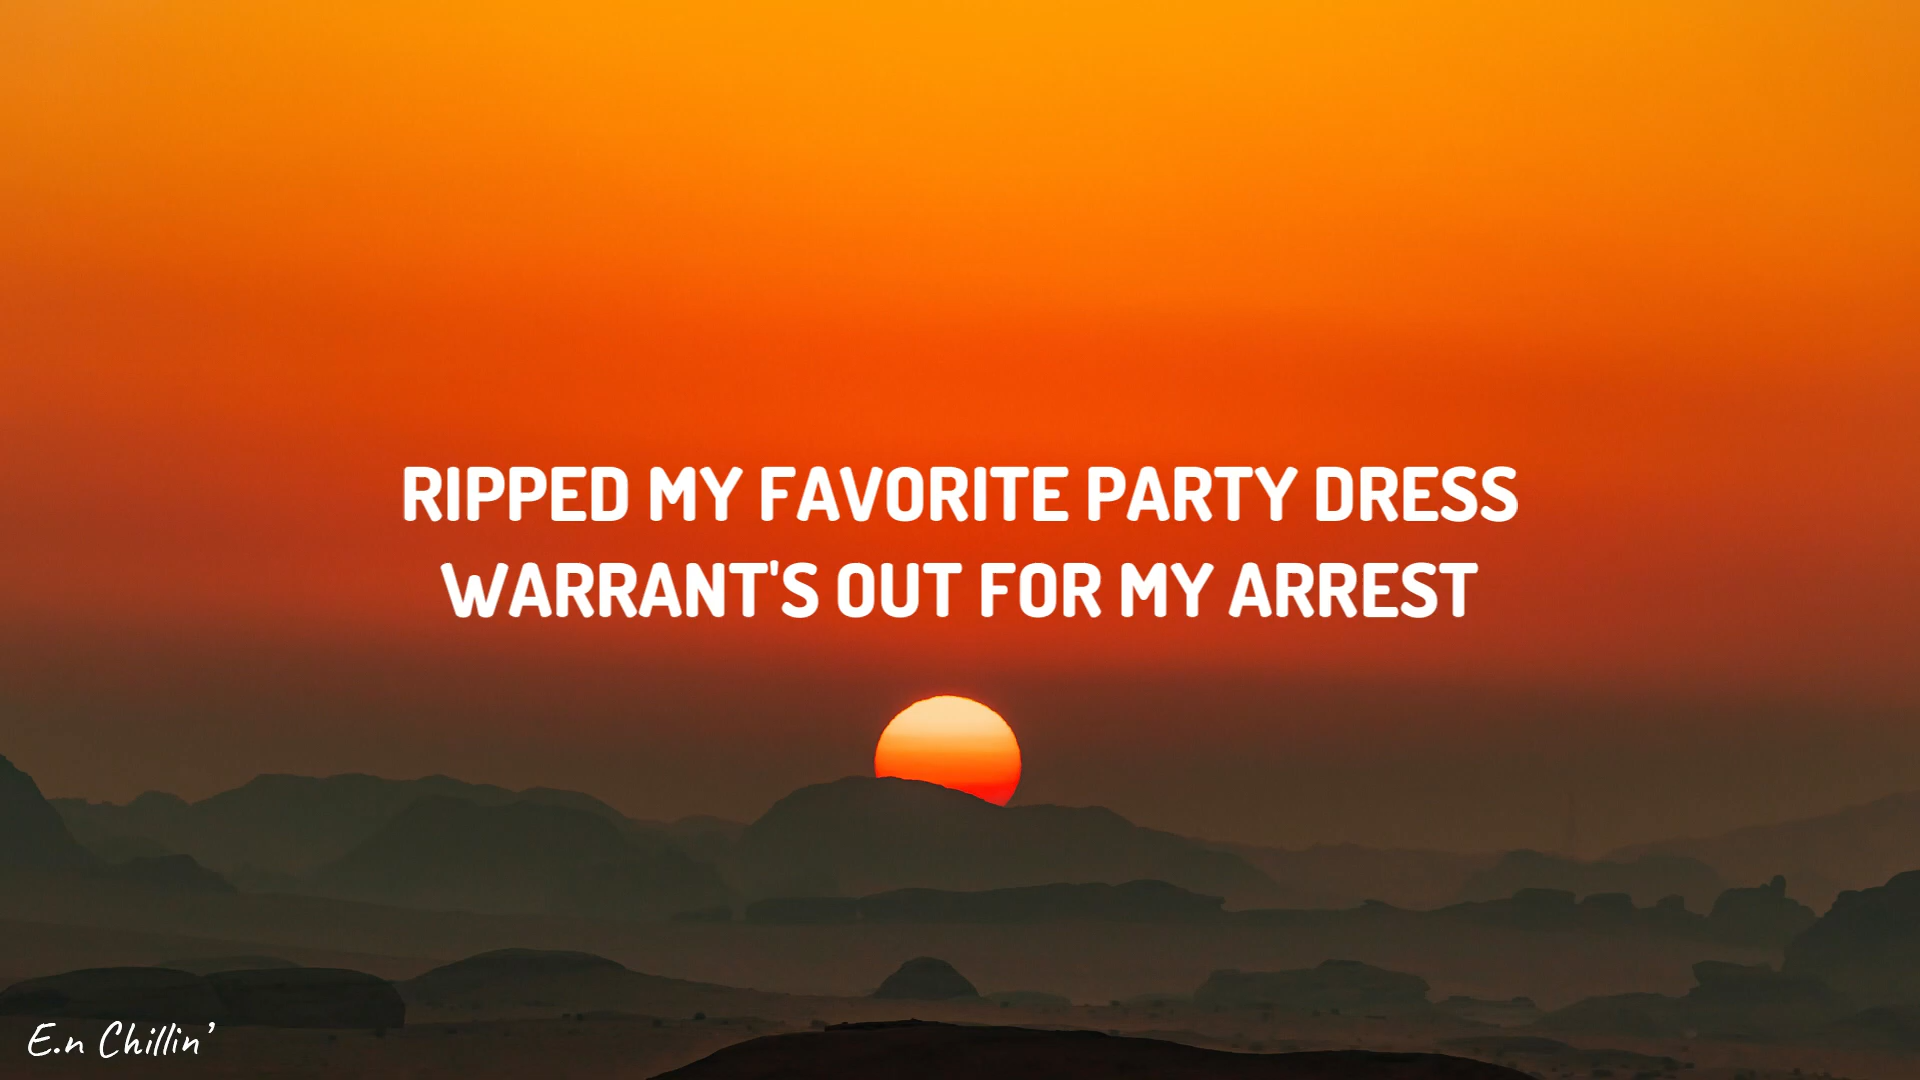 RIPPED MY FAVORITE PARTY DRESS
WARRANT'S OUT FOR MY ARREST
E.n Chillin'